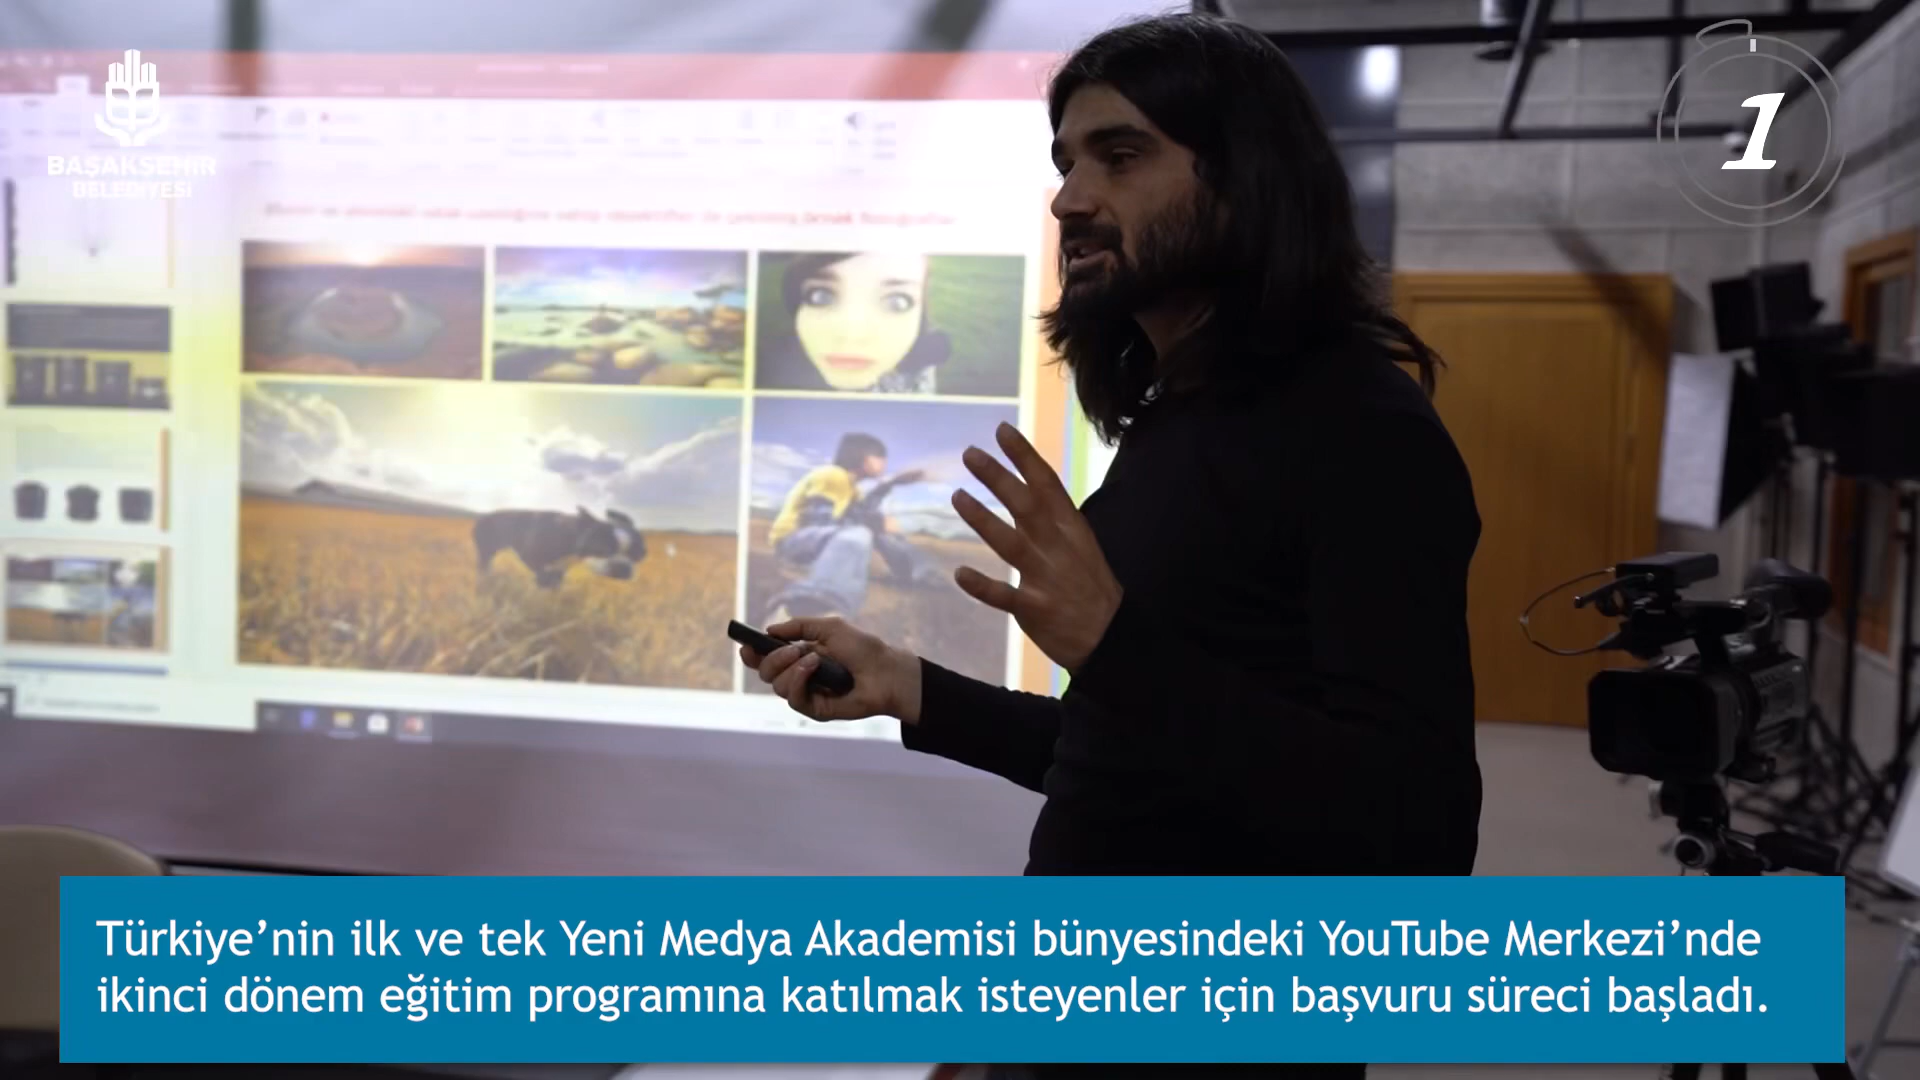 BAŞAKŞEHİR
BELEDİYESİ
1
Türkiye’nin ilk ve tek Yeni Medya Akademisi bünyesindeki YouTube Merkezi’nde
ikinci dönem eğitim programına katılmak isteyenler için başvuru süreci başladı.